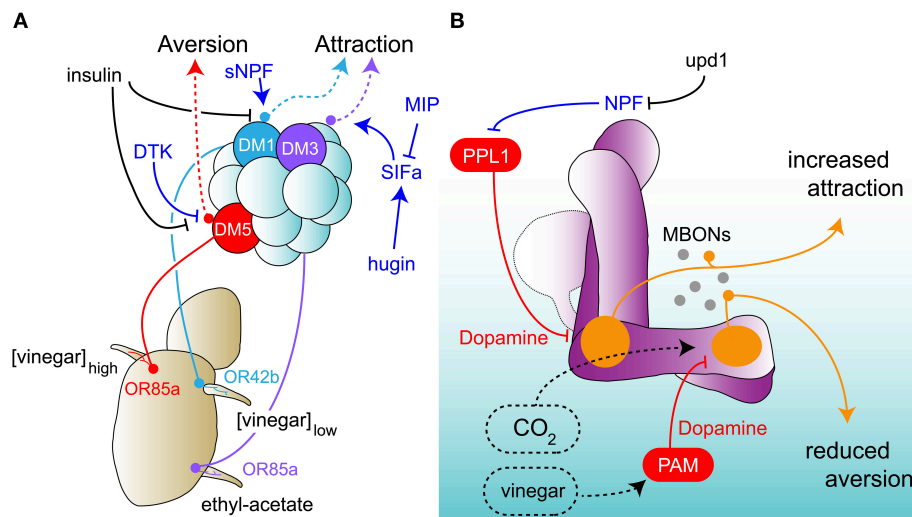 A
Aversion
Attraction
insulin
sNPF
MIP
DM1
DM3
DTK
SIFa
DM5
hugin
[vinegar]high
OR85a
OR42b
[vinegar]low
OR85a
ethyl-acetate
B
upd1
NPF
PPL1
increased
attraction
MBONs
Dopamine
CO2
Dopamine
vinegar
PAM
reduced
aversion